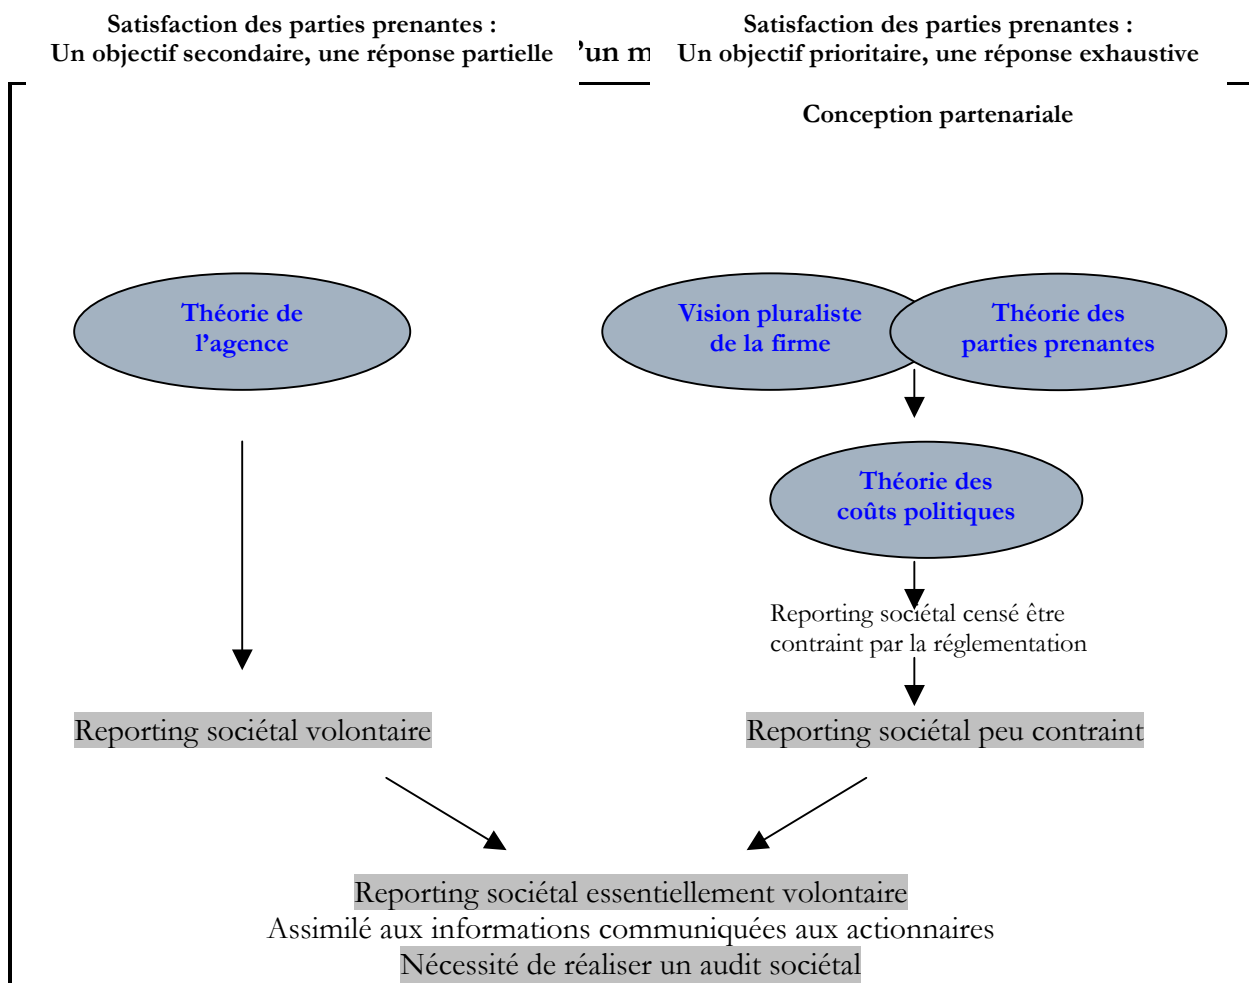 Satisfaction des parties prenantes :
Un objectif secondaire, une réponse partielle
’un m
Satisfaction des parties prenantes :
Un objectif prioritaire, une réponse exhaustive
Conception partenariale
Théorie de
l’agence
Vision pluraliste
de la firme
Théorie des
parties prenantes
Théorie des
coûts politiques
Reporting sociétal censé être
contraint par la réglementation
Reporting sociétal volontaire
Reporting sociétal peu contraint
Reporting sociétal essentiellement volontaire
Assimilé aux informations communiquées aux actionnaires
Nécessité de réaliser un audit sociétal